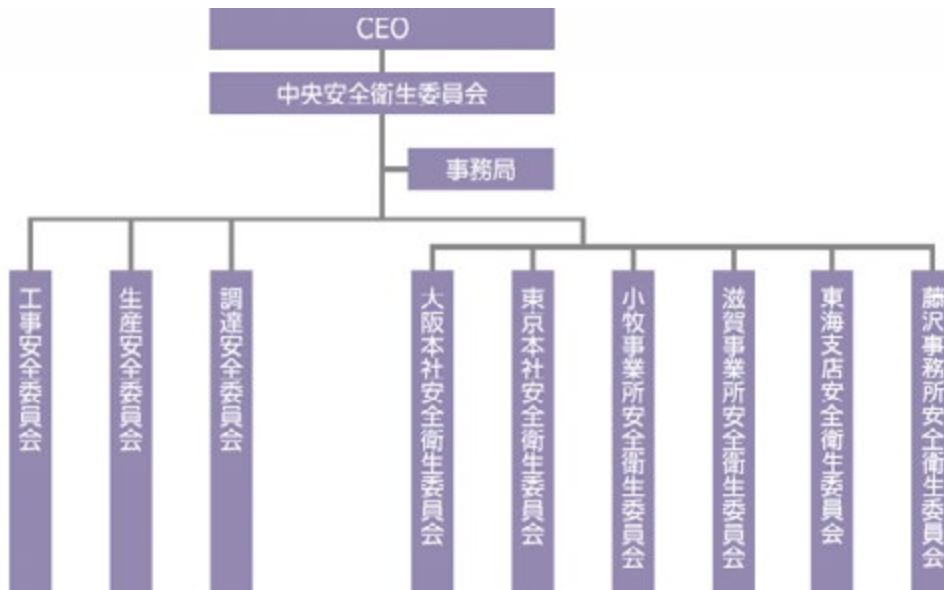 CEO
中央安全衛生委員会
事務局
工事安全委員会
生産安全委員会
調達安全委員会
大阪本社安全衛生委員会
東京本社安全衛生委員会
小牧事業所安全衛生委員会
滋賀事業所安全衛生委員会
東海支店安全衛生委員会
藤沢事務所安全衛生委員会